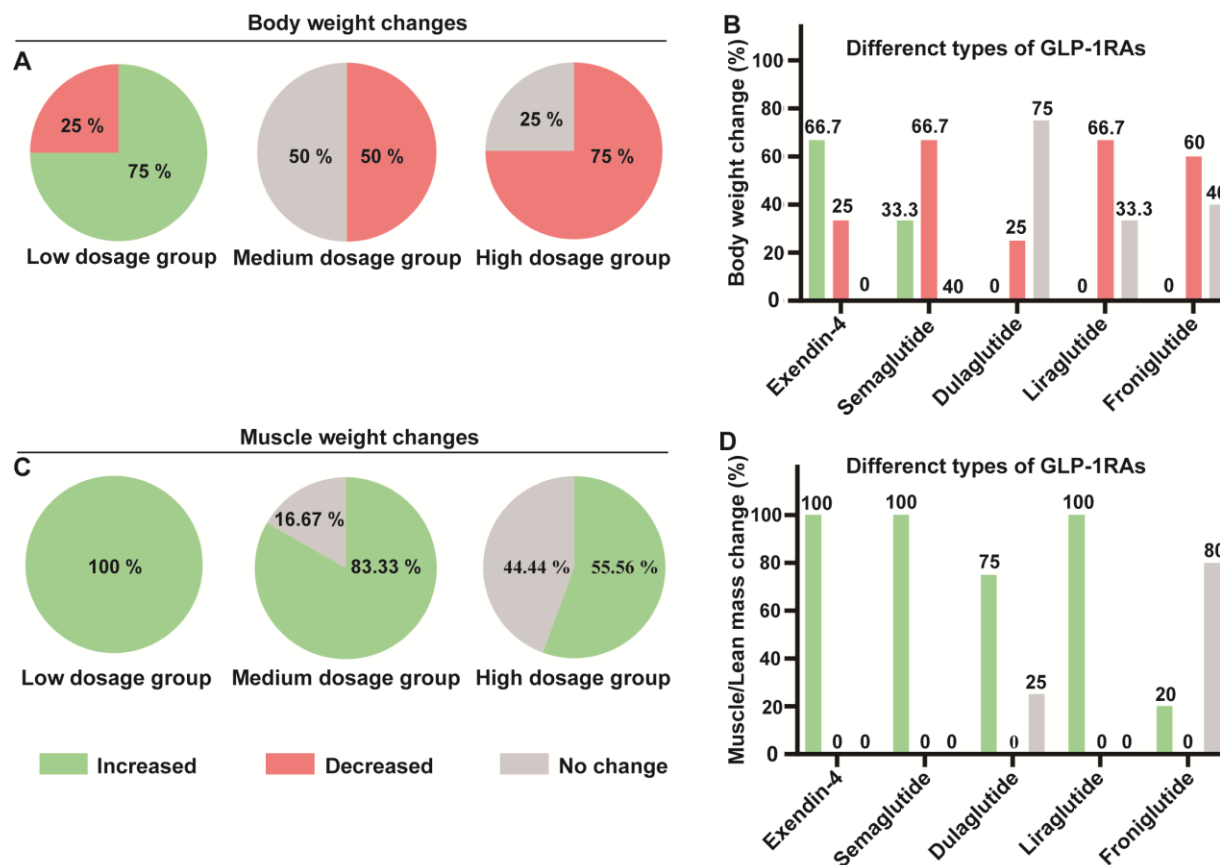 Body weight changes
A
25 %
75 %
Low dosage group
50 %
50 %
Medium dosage group
25 %
75 %
High dosage group
B
Differenct types of GLP-1RAs
Body weight change (%)
100
80
60
40
20
0
66.7
25
0
33.3
66.7
40
0
25
75
0
66.7
33.3
0
60
40
Exendin-4
Semaglutide
Dulaglutide
Liraglutide
Froniglutide
Muscle weight changes
C
100 %
Low dosage group
16.67 %
83.33 %
Medium dosage group
44.44 %
55.56 %
High dosage group
Increased
Decreased
No change
D
Differenct types of GLP-1RAs
Muscle/Lean mass change (%)
100
80
60
40
20
0
100
0
0
100
0
0
75
0
25
100
0
0
20
0
80
Exendin-4
Semaglutide
Dulaglutide
Liraglutide
Froniglutide